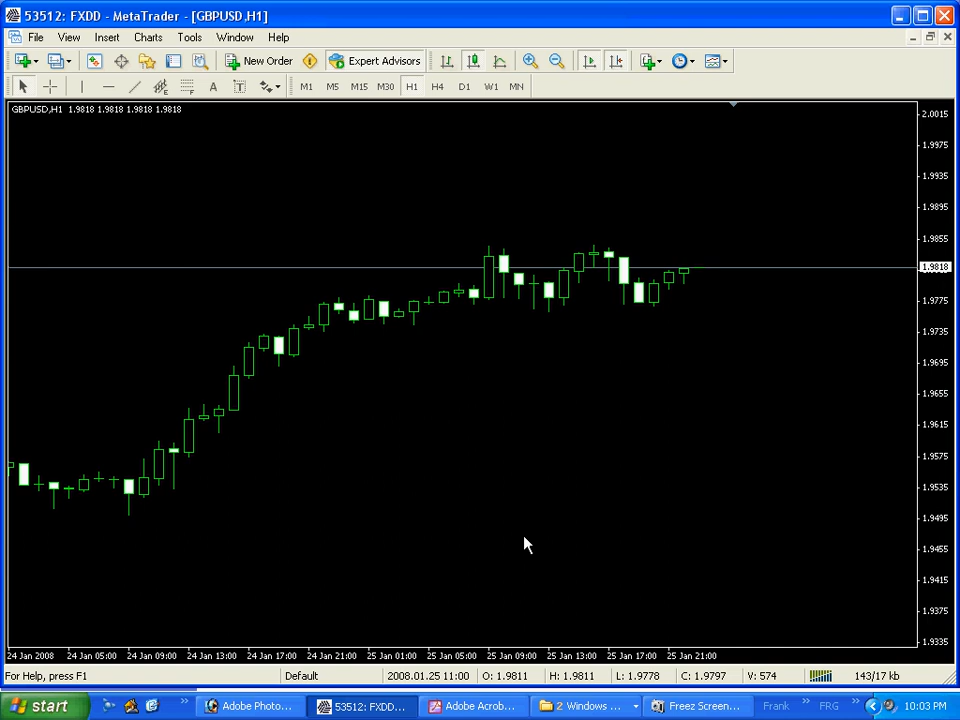 53512: FXDD - MetaTrader - [GBPUSD,H1]
File View Insert Charts Tools Window Help
New Order Expert Advisors
A T M1 M5 M15 M30 H1 H4 D1 W1 MN
GBPUSD,H1 1.9818 1.9818 1.9818 1.9818
2.0015
1.9975
1.9935
1.9895
1.9855
1.9818
1.9775
1.9735
1.9695
1.9655
1.9615
1.9575
1.9535
1.9495
1.9455
1.9415
1.9375
1.9335
24 Jan 2008 24 Jan 05:00 24 Jan 09:00 24 Jan 13:00 24 Jan 17:00 24 Jan 21:00 25 Jan 01:00 25 Jan 05:00 25 Jan 09:00 25 Jan 13:00 25 Jan 17:00 25 Jan 21:00
For Help, press F1 Default 2008.01.25 11:00 O: 1.9811 H: 1.9811 L: 1.9778 C: 1.9797 V: 574 143/17 kb
start Adobe Photo... 53512: FXDD... Adobe Acrob... 2 Windows ... Freez Screen... Frank FRG 10:03 PM